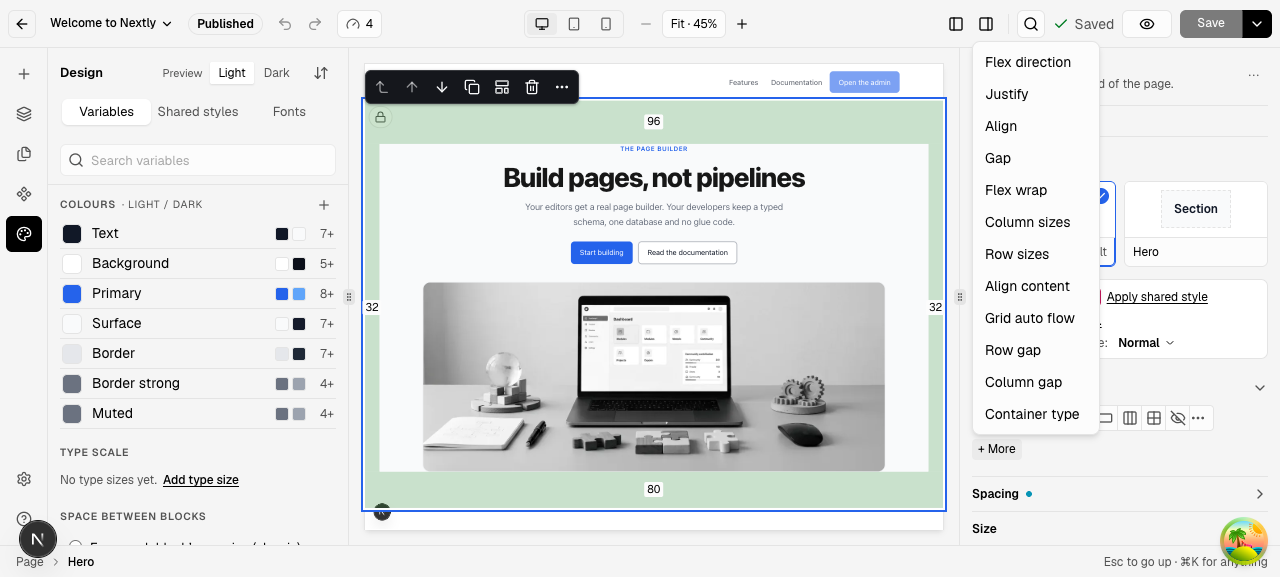 Welcome to Nextly
Published
4
Fit · 45%
Saved
Save
Design
Preview
Light
Dark
Variables
Shared styles
Fonts
Search variables
COLOURS · LIGHT / DARK
Text
7+
Background
5+
Primary
8+
Surface
7+
Border
7+
Border strong
4+
Muted
4+
TYPE SCALE
No type sizes yet. Add type size
SPACE BETWEEN BLOCKS
Features
Documentation
Open the admin
96
THE PAGE BUILDER
Build pages, not pipelines
Your editors get a real page builder. Your developers keep a typed
schema, one database and no glue code.
Start building
Read the documentation
32
32
Dashboard
80
N
Flex direction
Justify
Align
Gap
Flex wrap
Column sizes
Row sizes
Align content
Grid auto flow
Row gap
Column gap
Container type
d of the page.
Section
lt
Hero
Apply shared style
e:
Normal
+ More
Spacing
Size
N
Page
Hero
Esc to go up · ⌘K for anything